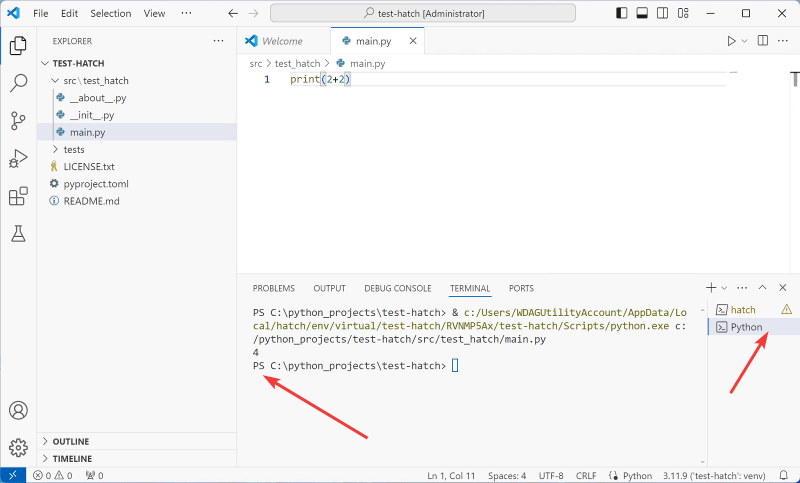 File Edit Selection View ··· test-hatch [Administrator]
EXPLORER ···
TEST-HATCH
src\test_hatch
__about__.py
__init__.py
main.py
tests
LICENSE.txt
pyproject.toml
README.md
OUTLINE
TIMELINE
Welcome main.py
src > test_hatch > main.py
1 print(2+2)
PROBLEMS OUTPUT DEBUG CONSOLE TERMINAL PORTS
PS C:\python_projects\test-hatch> & c:/Users/WDAGUtilityAccount/AppData/Lo
cal/hatch/env/virtual/test-hatch/RVNMP5Ax/test-hatch/Scripts/python.exe c:
/python_projects/test-hatch/src/test_hatch/main.py
4
PS C:\python_projects\test-hatch>
hatch
Python
0 0 0 Ln 1, Col 11 Spaces: 4 UTF-8 CRLF Python 3.11.9 ('test-hatch': venv)